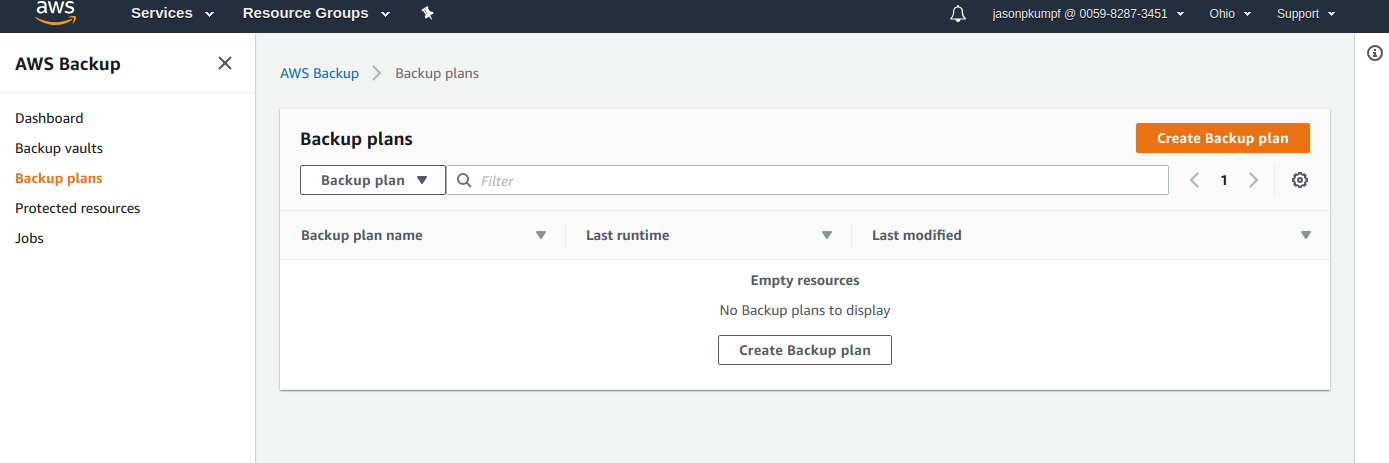 aws
Services Resource Groups jasonpkumpf @ 0059-8287-3451 Ohio Support
AWS Backup
AWS Backup Backup plans
Dashboard
Backup vaults
Backup plans
Protected resources
Jobs
Backup plans Create Backup plan
Backup plan Filter 1
Backup plan name Last runtime Last modified
Empty resources
No Backup plans to display
Create Backup plan